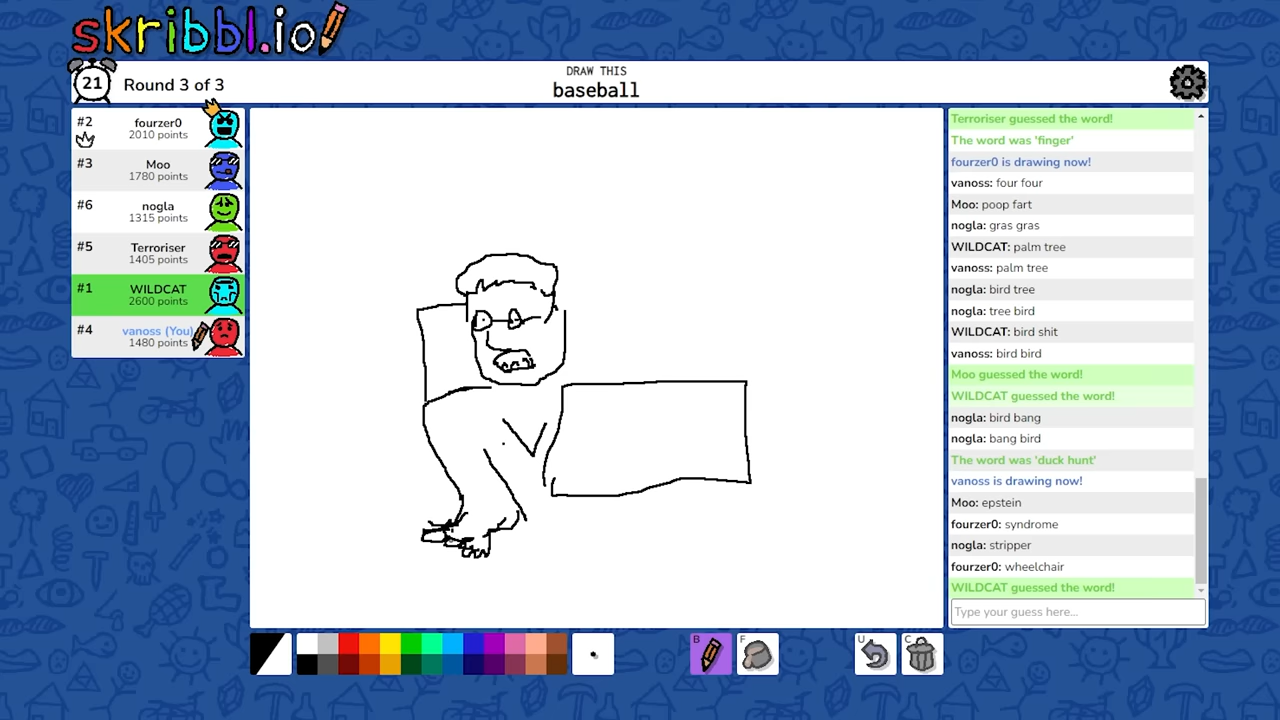 skribbl.io
21
Round 3 of 3
DRAW THIS
baseball
#2
fourzer0
2010 points
#3
Moo
1780 points
#6
nogla
1315 points
#5
Terroriser
1405 points
#1
WILDCAT
2600 points
#4
vanoss (You)
1480 points
Terroriser guessed the word!
The word was 'finger'
fourzer0 is drawing now!
vanoss: four four
Moo: poop fart
nogla: gras gras
WILDCAT: palm tree
vanoss: palm tree
nogla: bird tree
nogla: tree bird
WILDCAT: bird shit
vanoss: bird bird
Moo guessed the word!
WILDCAT guessed the word!
nogla: bird bang
nogla: bang bird
The word was 'duck hunt'
vanoss is drawing now!
Moo: epstein
fourzer0: syndrome
nogla: stripper
fourzer0: wheelchair
WILDCAT guessed the word!
Type your guess here...
B
F
U
C